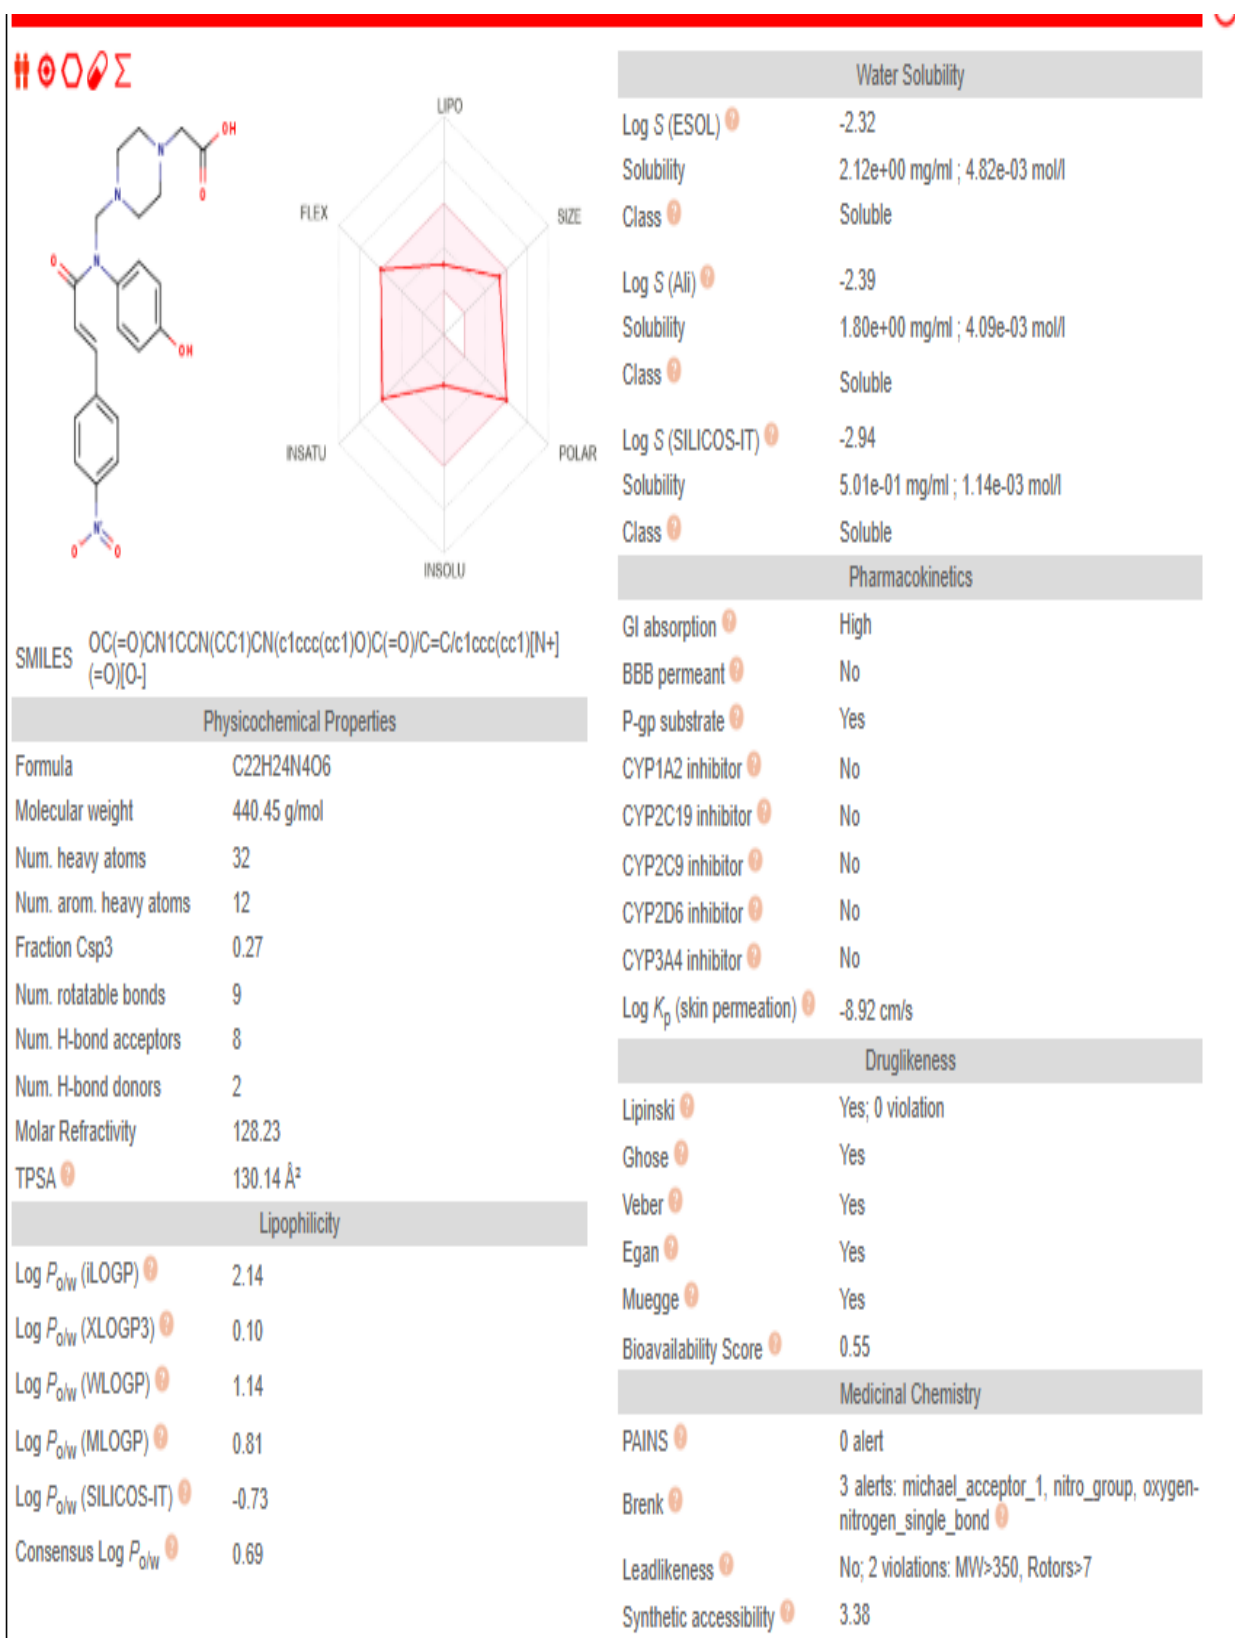 OH
N
O
N
FLEX
LIPO
SIZE
O
N
OH
INSATU
POLAR
N+
O-
O
INSOLU
SMILES OC(=O)CN1CCN(CC1)CN(c1ccc(cc1)O)C(=O)/C=C/c1ccc(cc1)[N+]
(=O)[O-]
Physicochemical Properties
Formula C22H24N4O6
Molecular weight 440.45 g/mol
Num. heavy atoms 32
Num. arom. heavy atoms 12
Fraction Csp3 0.27
Num. rotatable bonds 9
Num. H-bond acceptors 8
Num. H-bond donors 2
Molar Refractivity 128.23
TPSA ? 130.14 Å²
Lipophilicity
Log Po/w (iLOGP) ? 2.14
Log Po/w (XLOGP3) ? 0.10
Log Po/w (WLOGP) ? 1.14
Log Po/w (MLOGP) ? 0.81
Log Po/w (SILICOS-IT) ? -0.73
Consensus Log Po/w ? 0.69
Water Solubility
Log S (ESOL) ? -2.32
Solubility 2.12e+00 mg/ml ; 4.82e-03 mol/l
Class ? Soluble
Log S (Ali) ? -2.39
Solubility 1.80e+00 mg/ml ; 4.09e-03 mol/l
Class ? Soluble
Log S (SILICOS-IT) ? -2.94
Solubility 5.01e-01 mg/ml ; 1.14e-03 mol/l
Class ? Soluble
Pharmacokinetics
GI absorption ? High
BBB permeant ? No
P-gp substrate ? Yes
CYP1A2 inhibitor ? No
CYP2C19 inhibitor ? No
CYP2C9 inhibitor ? No
CYP2D6 inhibitor ? No
CYP3A4 inhibitor ? No
Log Kp (skin permeation) ? -8.92 cm/s
Druglikeness
Lipinski ? Yes; 0 violation
Ghose ? Yes
Veber ? Yes
Egan ? Yes
Muegge ? Yes
Bioavailability Score ? 0.55
Medicinal Chemistry
PAINS ? 0 alert
Brenk ? 3 alerts: michael_acceptor_1, nitro_group, oxygen-
nitrogen_single_bond ?
Leadlikeness ? No; 2 violations: MW>350, Rotors>7
Synthetic accessibility ? 3.38